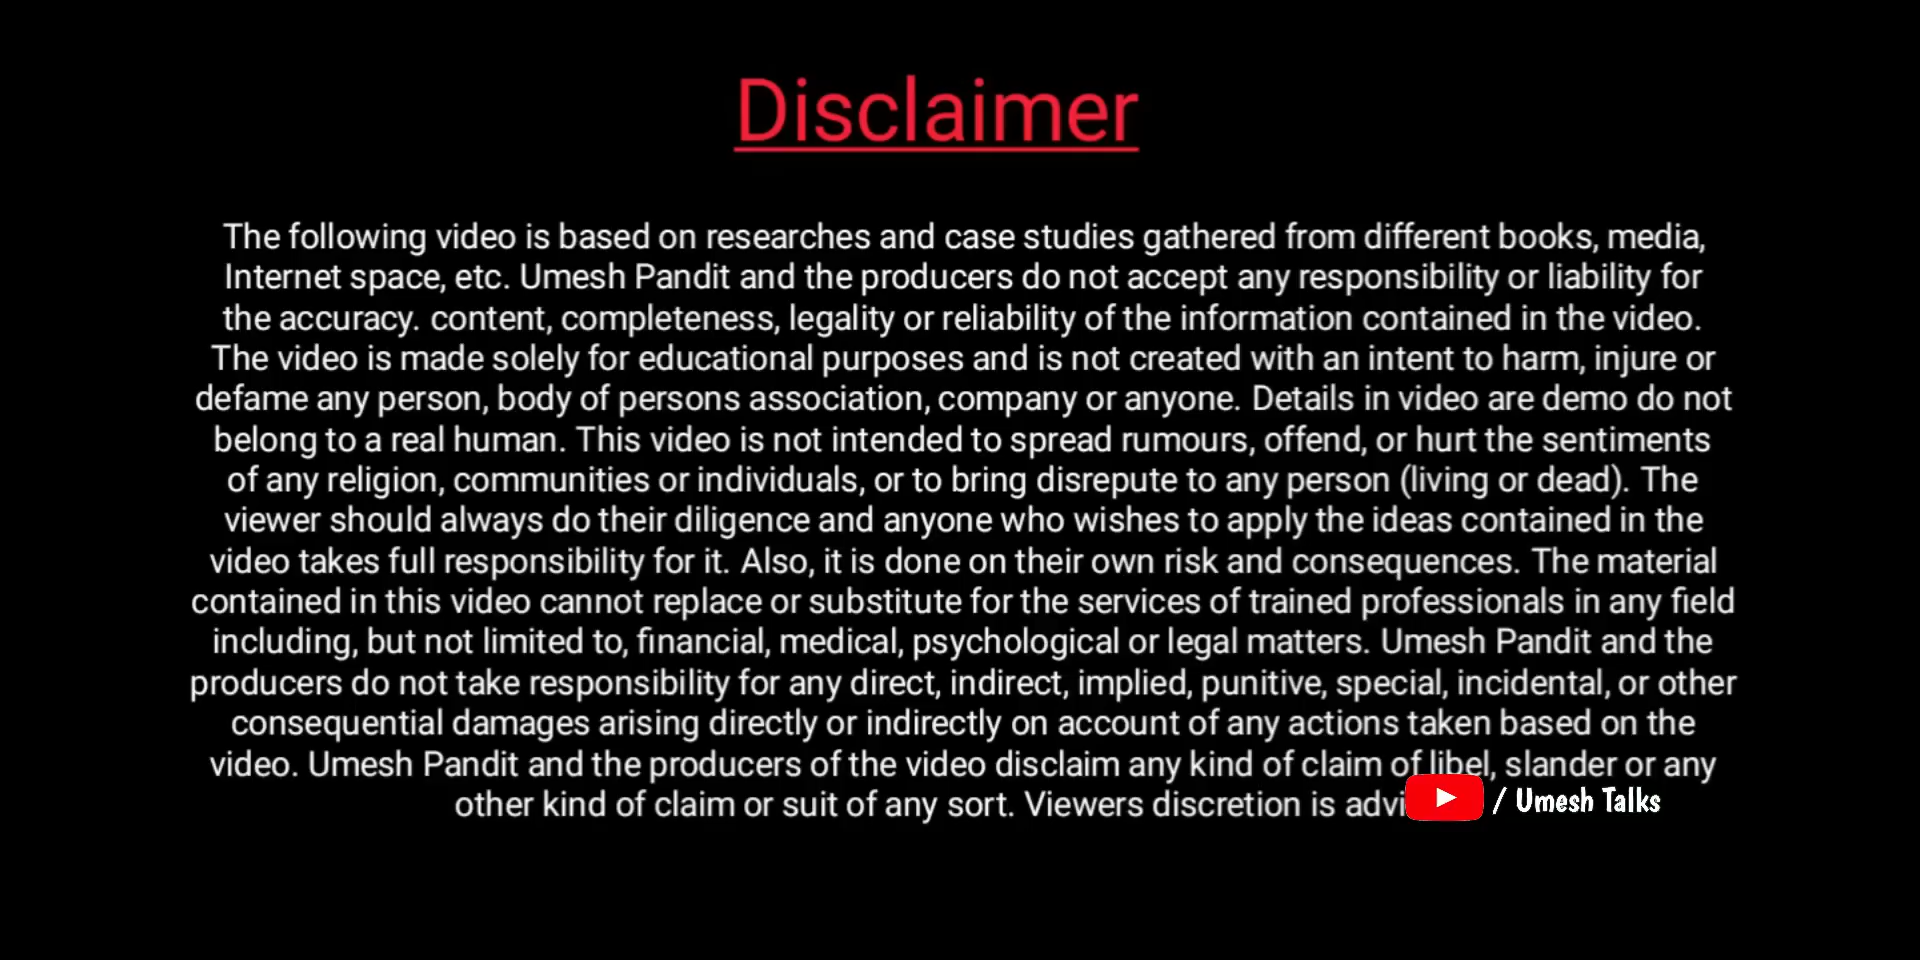 Disclaimer
The following video is based on researches and case studies gathered from different books, media,
Internet space, etc. Umesh Pandit and the producers do not accept any responsibility or liability for
the accuracy. content, completeness, legality or reliability of the information contained in the video.
The video is made solely for educational purposes and is not created with an intent to harm, injure or
defame any person, body of persons association, company or anyone. Details in video are demo do not
belong to a real human. This video is not intended to spread rumours, offend, or hurt the sentiments
of any religion, communities or individuals, or to bring disrepute to any person (living or dead). The
viewer should always do their diligence and anyone who wishes to apply the ideas contained in the
video takes full responsibility for it. Also, it is done on their own risk and consequences. The material
contained in this video cannot replace or substitute for the services of trained professionals in any field
including, but not limited to, financial, medical, psychological or legal matters. Umesh Pandit and the
producers do not take responsibility for any direct, indirect, implied, punitive, special, incidental, or other
consequential damages arising directly or indirectly on account of any actions taken based on the
video. Umesh Pandit and the producers of the video disclaim any kind of claim of libel, slander or any
other kind of claim or suit of any sort. Viewers discretion is advi
/ Umesh Talks